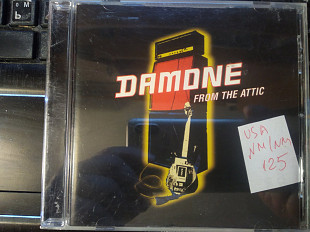 DAMONE
FROM THE ATTIC
USA
NM/NM
125